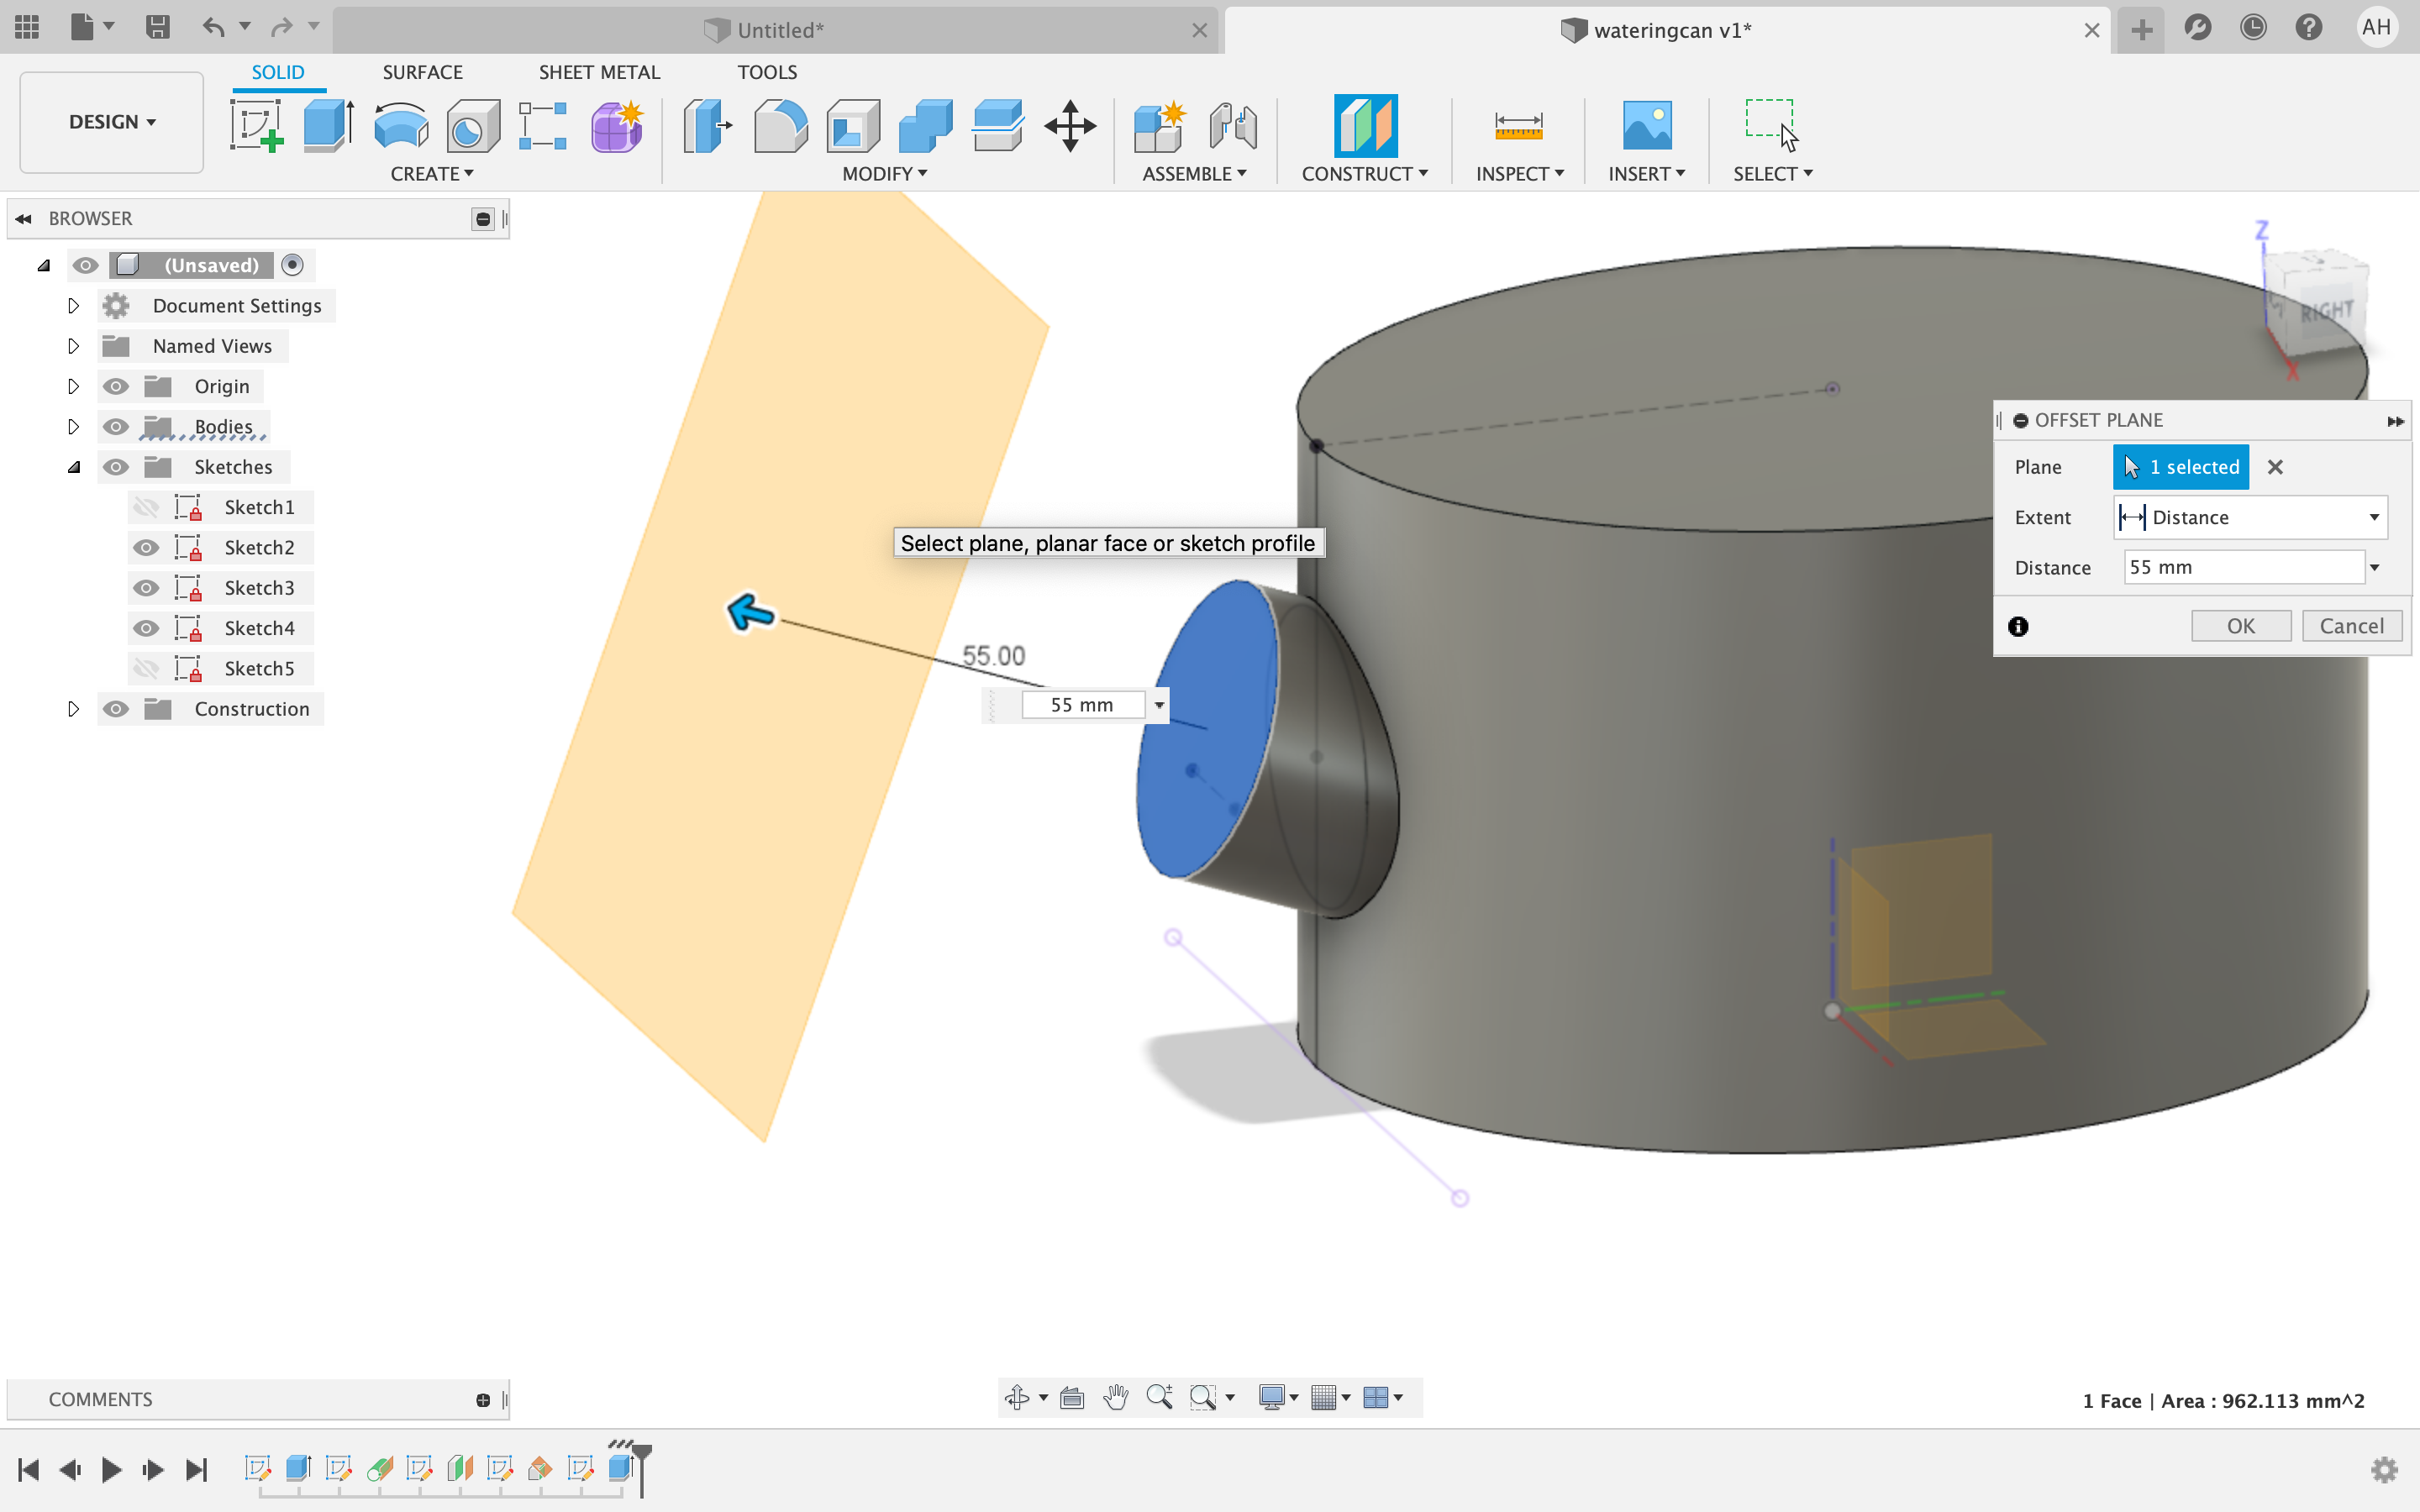 Untitled*
wateringcan v1*
AH
DESIGN
SOLID
SURFACE
SHEET METAL
TOOLS
CREATE
MODIFY
ASSEMBLE
CONSTRUCT
INSPECT
INSERT
SELECT
BROWSER
(Unsaved)
Document Settings
Named Views
Origin
Bodies
Sketches
Sketch1
Sketch2
Sketch3
Sketch4
Sketch5
Construction
Select plane, planar face or sketch profile
55.00
55 mm
Z
RIGHT
X
OFFSET PLANE
Plane
1 selected
Extent
Distance
Distance
55 mm
OK
Cancel
COMMENTS
1 Face | Area : 962.113 mm^2